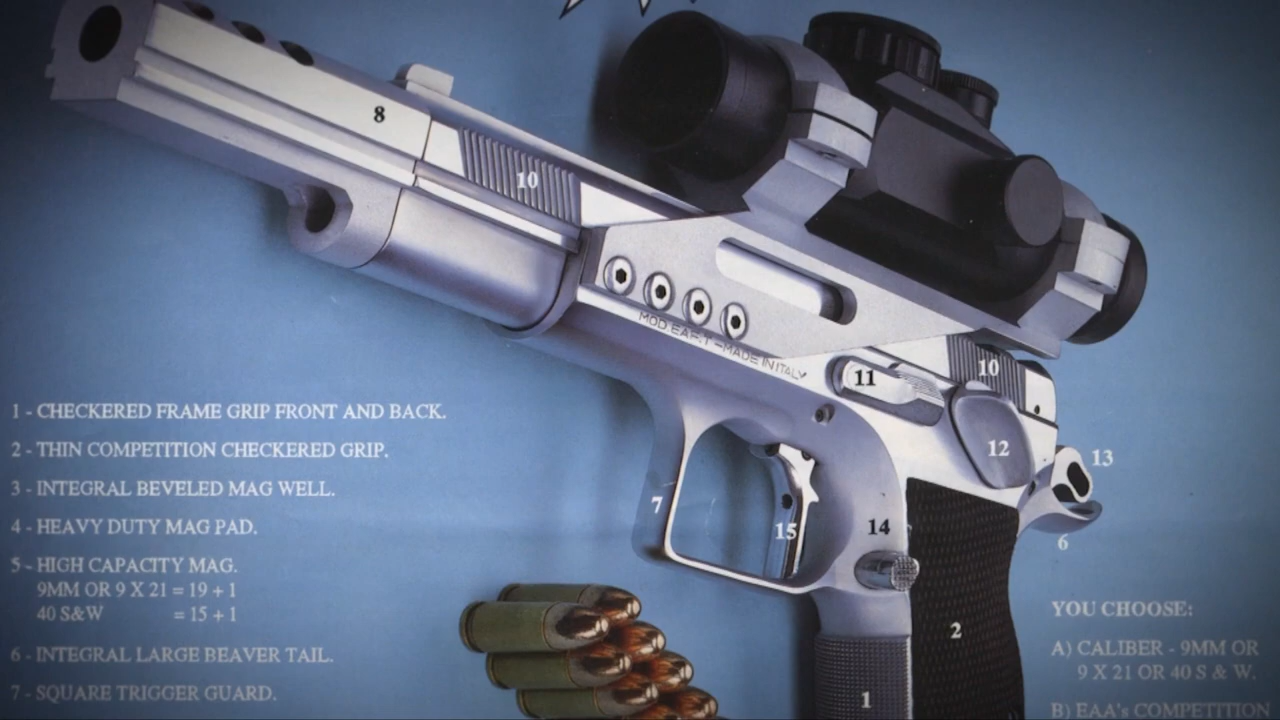 8
10
MOD. EAF.T - MADE IN ITALY
10
11
12
13
1 - CHECKERED FRAME GRIP FRONT AND BACK.
2 - THIN COMPETITION CHECKERED GRIP.
3 - INTEGRAL BEVELED MAG WELL.
7
15
14
4 - HEAVY DUTY MAG PAD.
6
5 - HIGH CAPACITY MAG.
9MM OR 9 X 21 = 19 + 1
40 S&W = 15 + 1
YOU CHOOSE:
2
6 - INTEGRAL LARGE BEAVER TAIL.
A) CALIBER - 9MM OR
9 X 21 OR 40 S & W.
7 - SQUARE TRIGGER GUARD.
1
B) EAA's COMPETITION